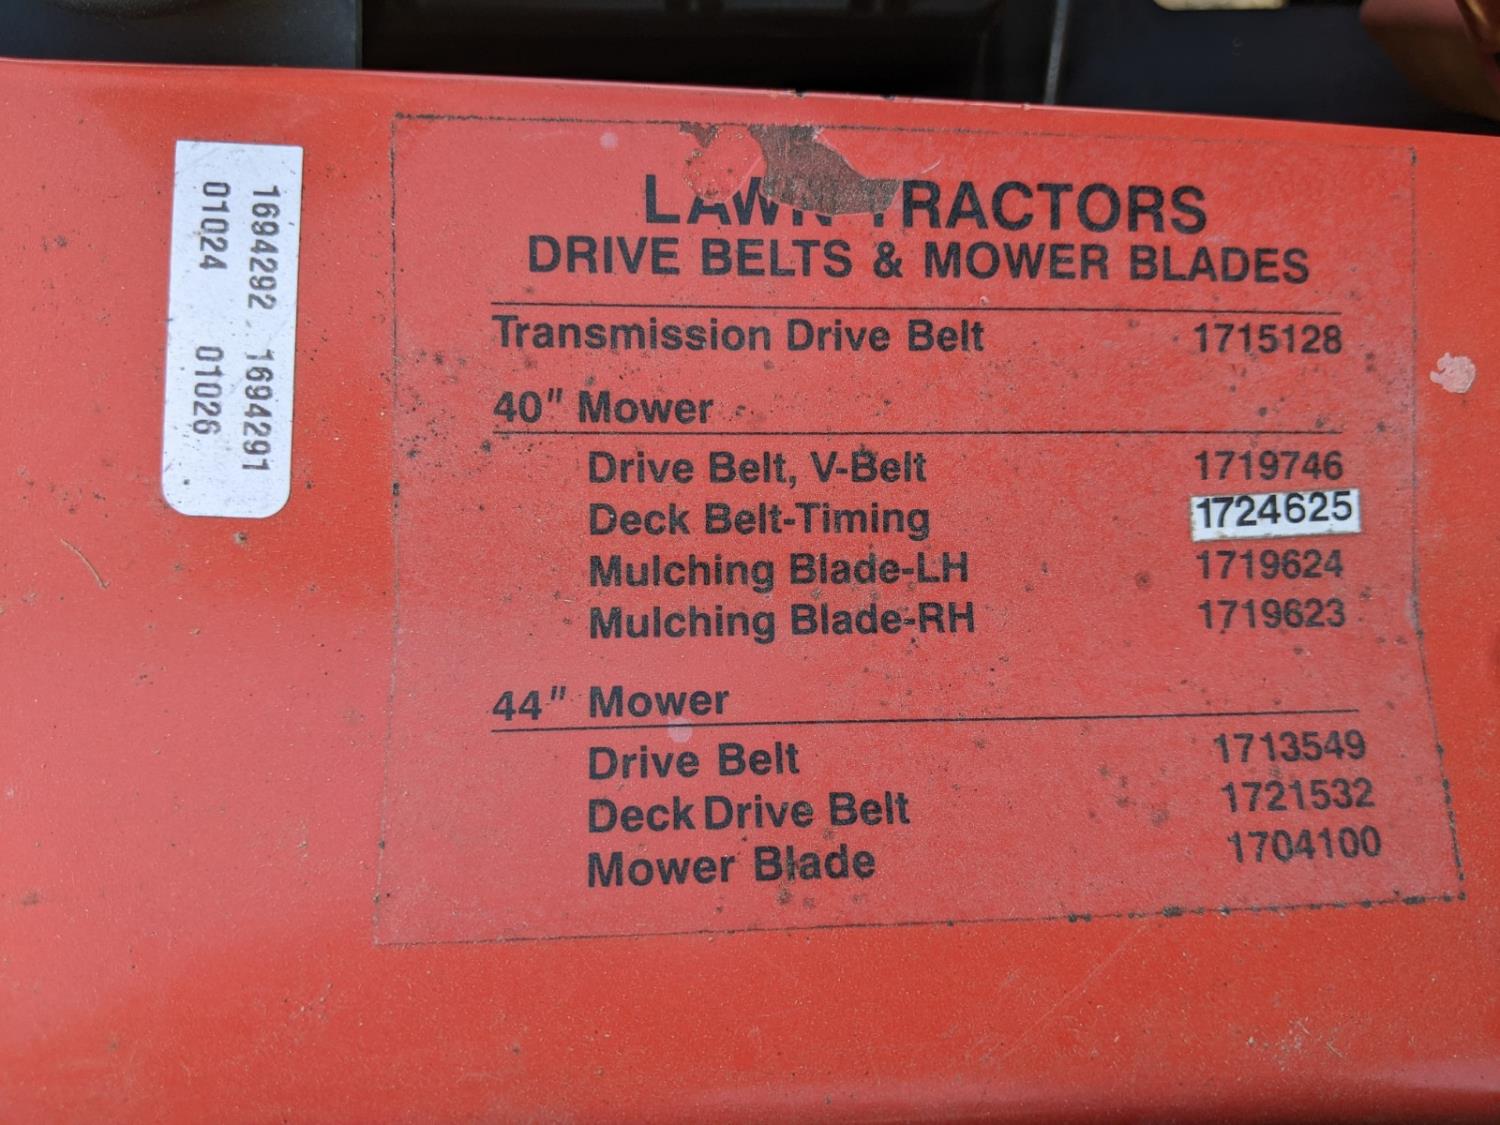 1694292 1694291
01024 01026
LAWN TRACTORS
DRIVE BELTS & MOWER BLADES
Transmission Drive Belt 1715128
40" Mower
Drive Belt, V-Belt 1719746
Deck Belt-Timing 1724625
Mulching Blade-LH 1719624
Mulching Blade-RH 1719623
44" Mower
Drive Belt 1713549
Deck Drive Belt 1721532
Mower Blade 1704100